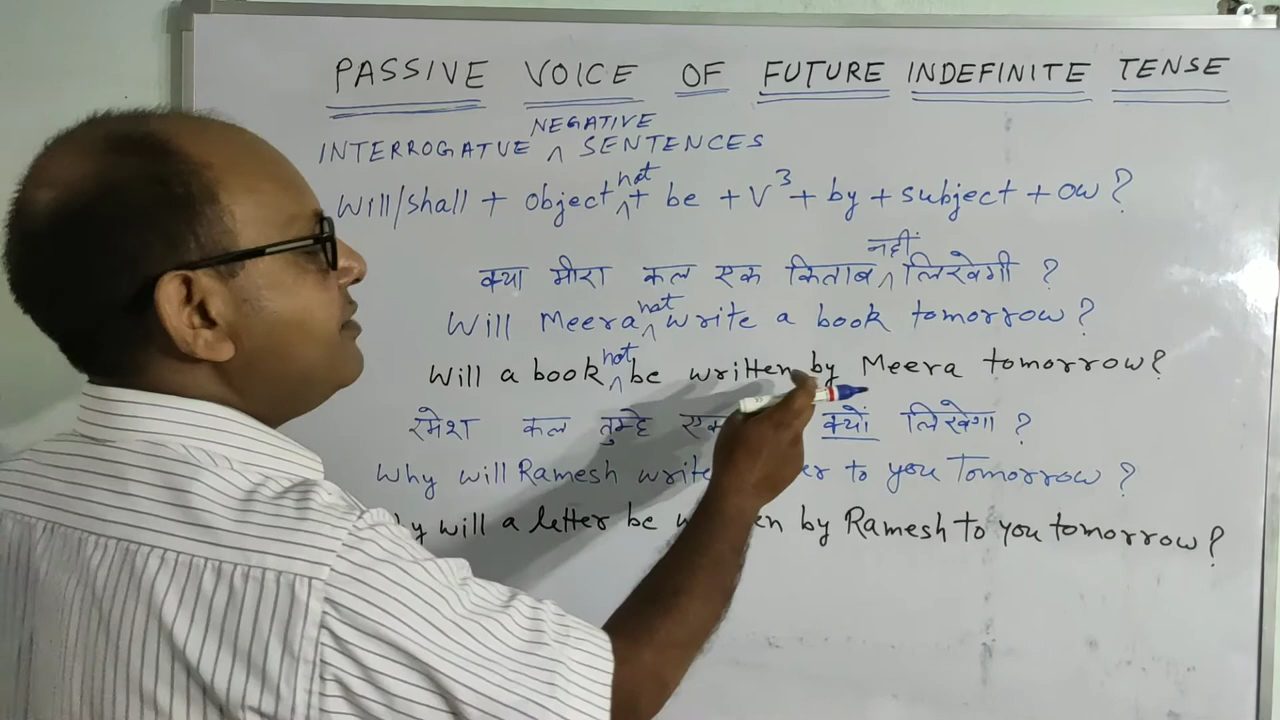 PASSIVE VOICE OF FUTURE INDEFINITE TENSE
NEGATIVE
INTERROGATVE ^ SENTENCES
not
Will/shall + object ^ + be + V³ + by + subject + ow ?
नहीं
क्या मीरा कल एक किताब ^ लिखेगी ?
not
Will Meera ^ write a book tomorrow ?
not
Will a book ^ be written by Meera tomorrow ?
रमेश कल तुम्हे एक क्यों लिखेगा ?
Why will Ramesh write to you Tomorrow ?
will a letter be by Ramesh to you tomorrow ?